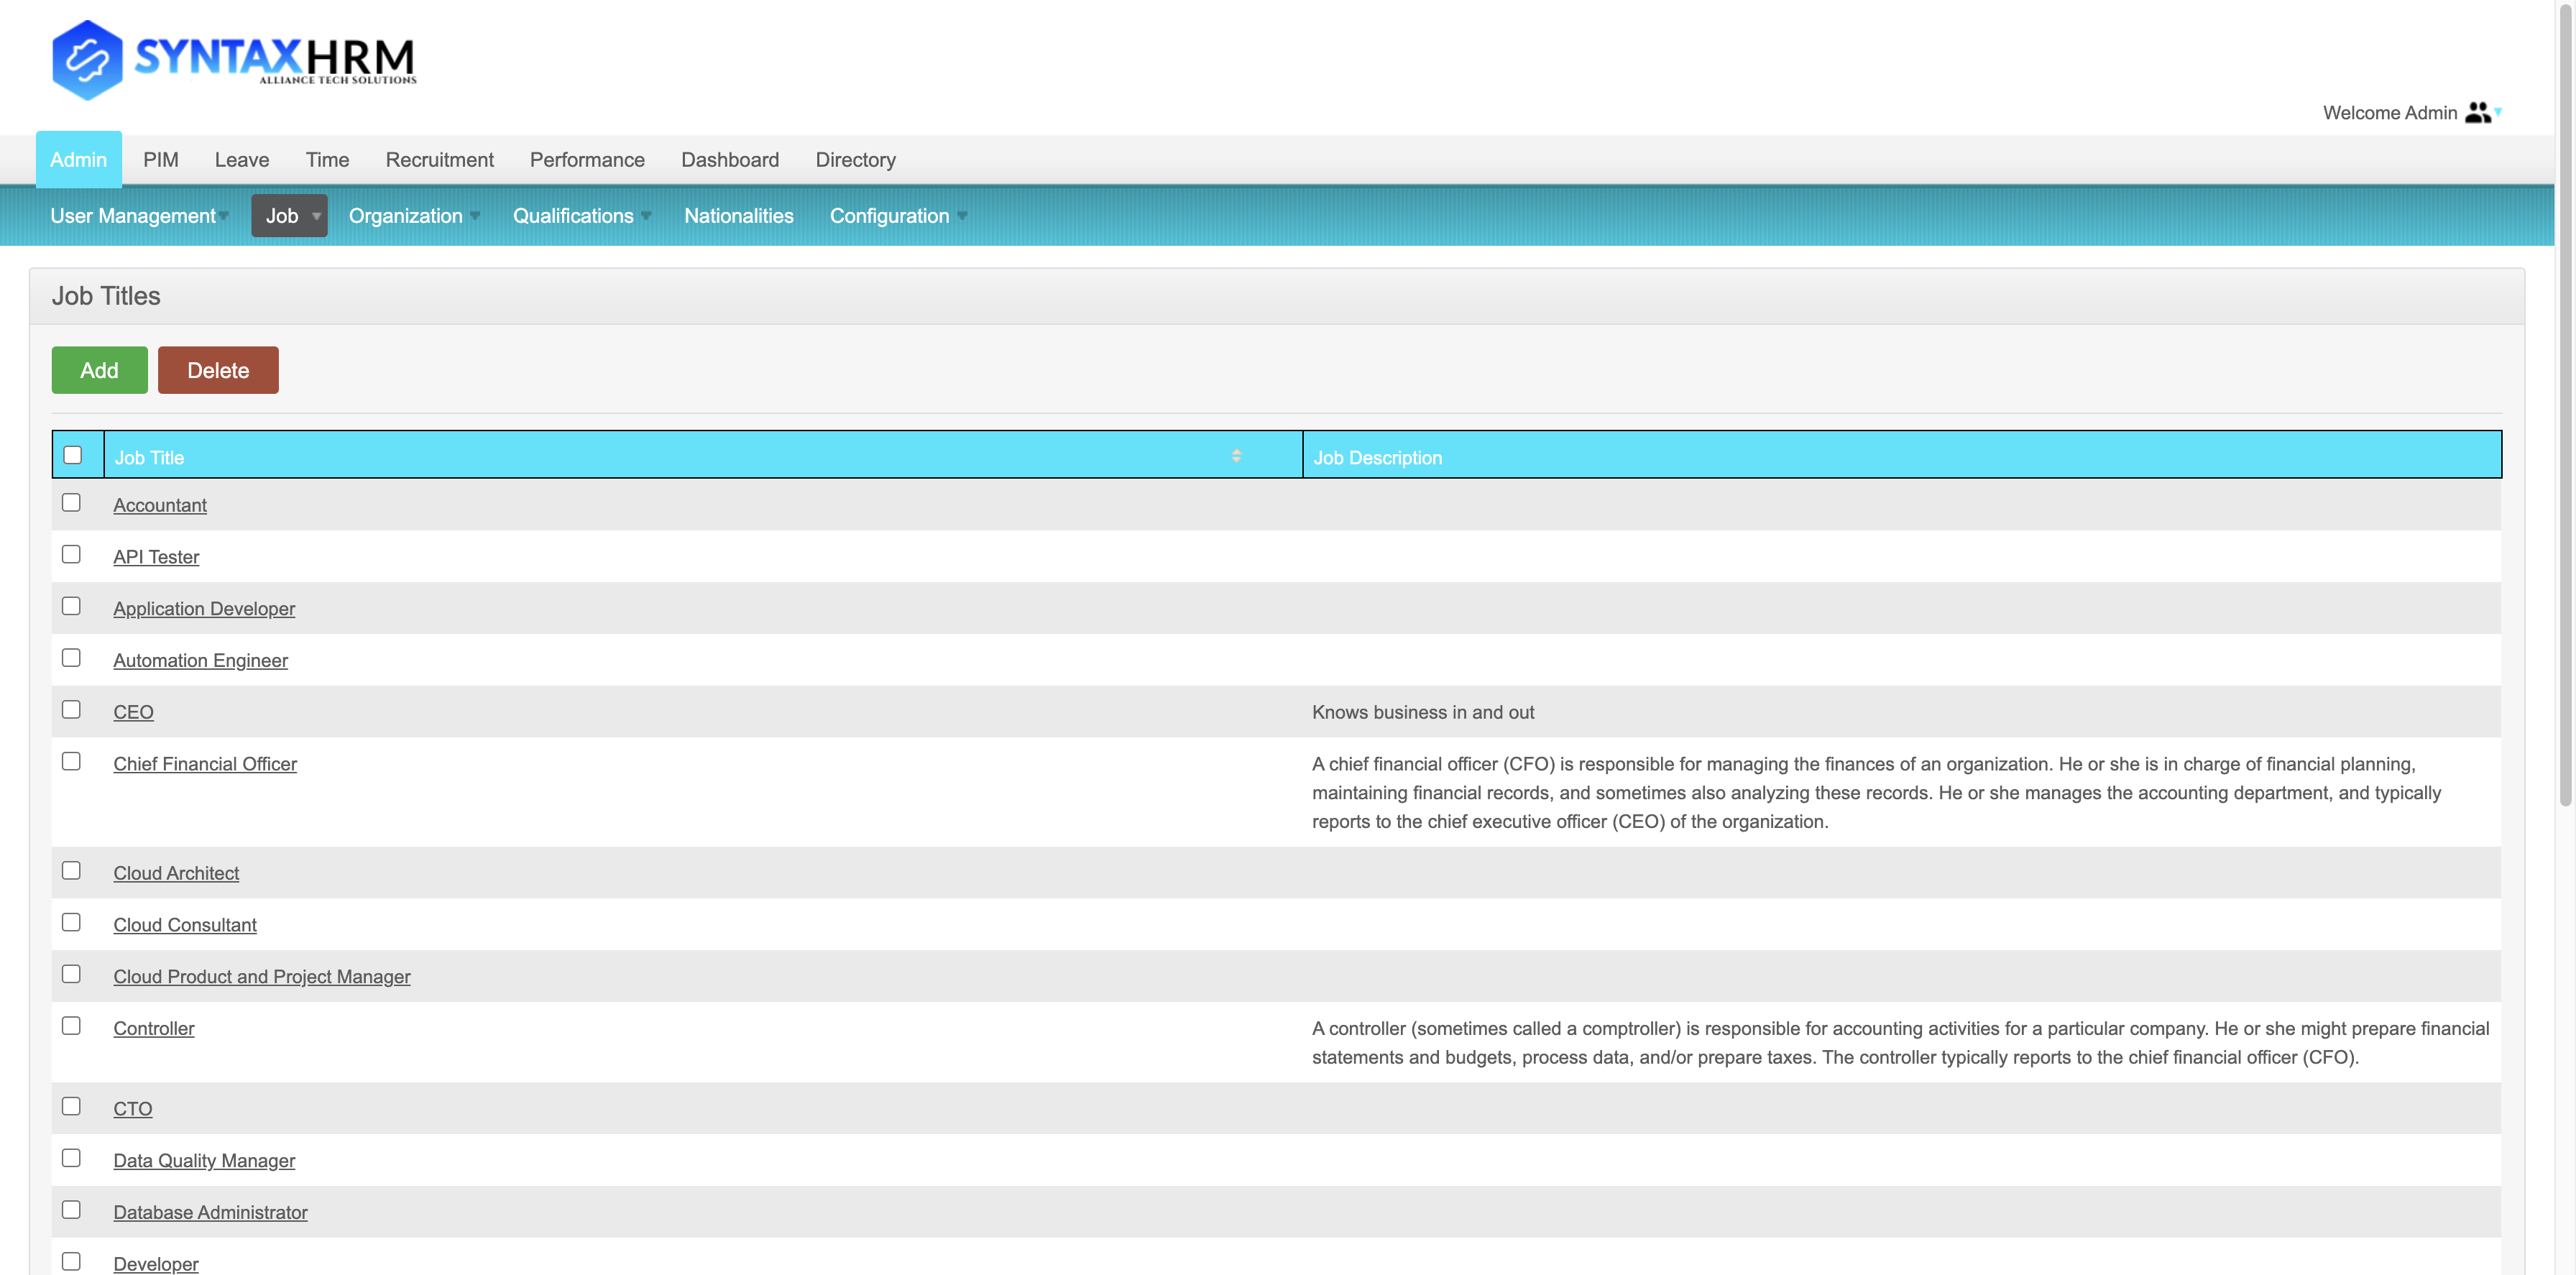 SYNTAXHRM
ALLIANCE TECH SOLUTIONS
Welcome Admin
Admin PIM Leave Time Recruitment Performance Dashboard Directory
User Management Job Organization Qualifications Nationalities Configuration
Job Titles
Add Delete
Job Title Job Description
Accountant
API Tester
Application Developer
Automation Engineer
CEO Knows business in and out
Chief Financial Officer A chief financial officer (CFO) is responsible for managing the finances of an organization. He or she is in charge of financial planning,
maintaining financial records, and sometimes also analyzing these records. He or she manages the accounting department, and typically
reports to the chief executive officer (CEO) of the organization.
Cloud Architect
Cloud Consultant
Cloud Product and Project Manager
Controller A controller (sometimes called a comptroller) is responsible for accounting activities for a particular company. He or she might prepare financial
statements and budgets, process data, and/or prepare taxes. The controller typically reports to the chief financial officer (CFO).
CTO
Data Quality Manager
Database Administrator
Developer